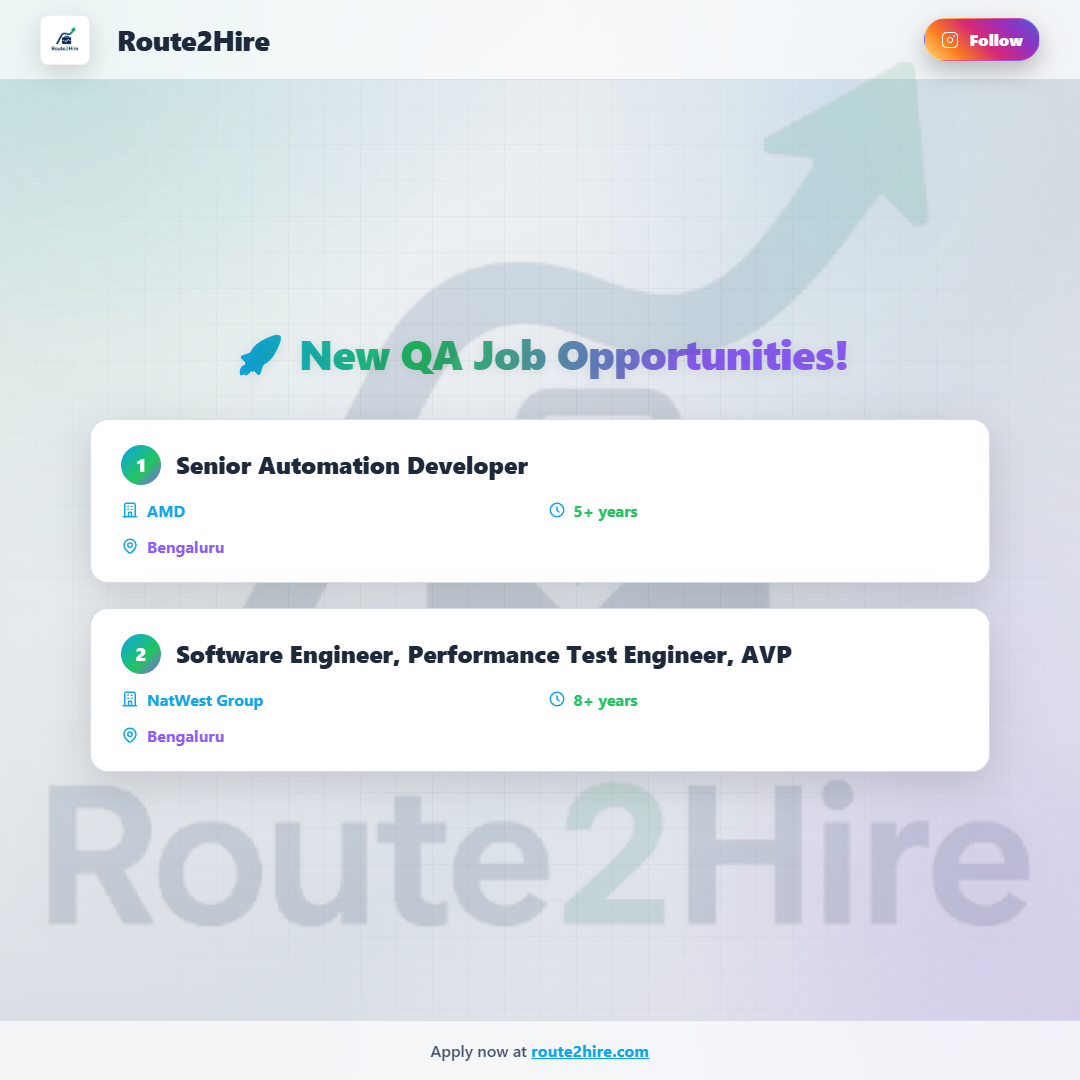 Route2Hire
Route2Hire
Follow
New QA Job Opportunities!
1 Senior Automation Developer
AMD
5+ years
Bengaluru
2 Software Engineer, Performance Test Engineer, AVP
NatWest Group
8+ years
Bengaluru
Route2Hire
Apply now at route2hire.com